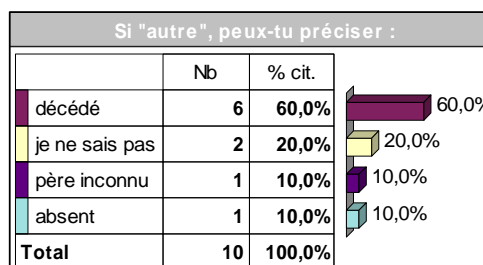 Si "autre", peux-tu préciser :
Nb % cit.
décédé 6 60,0% 60,0%
je ne sais pas 2 20,0% 20,0%
père inconnu 1 10,0% 10,0%
absent 1 10,0% 10,0%
Total 10 100,0%